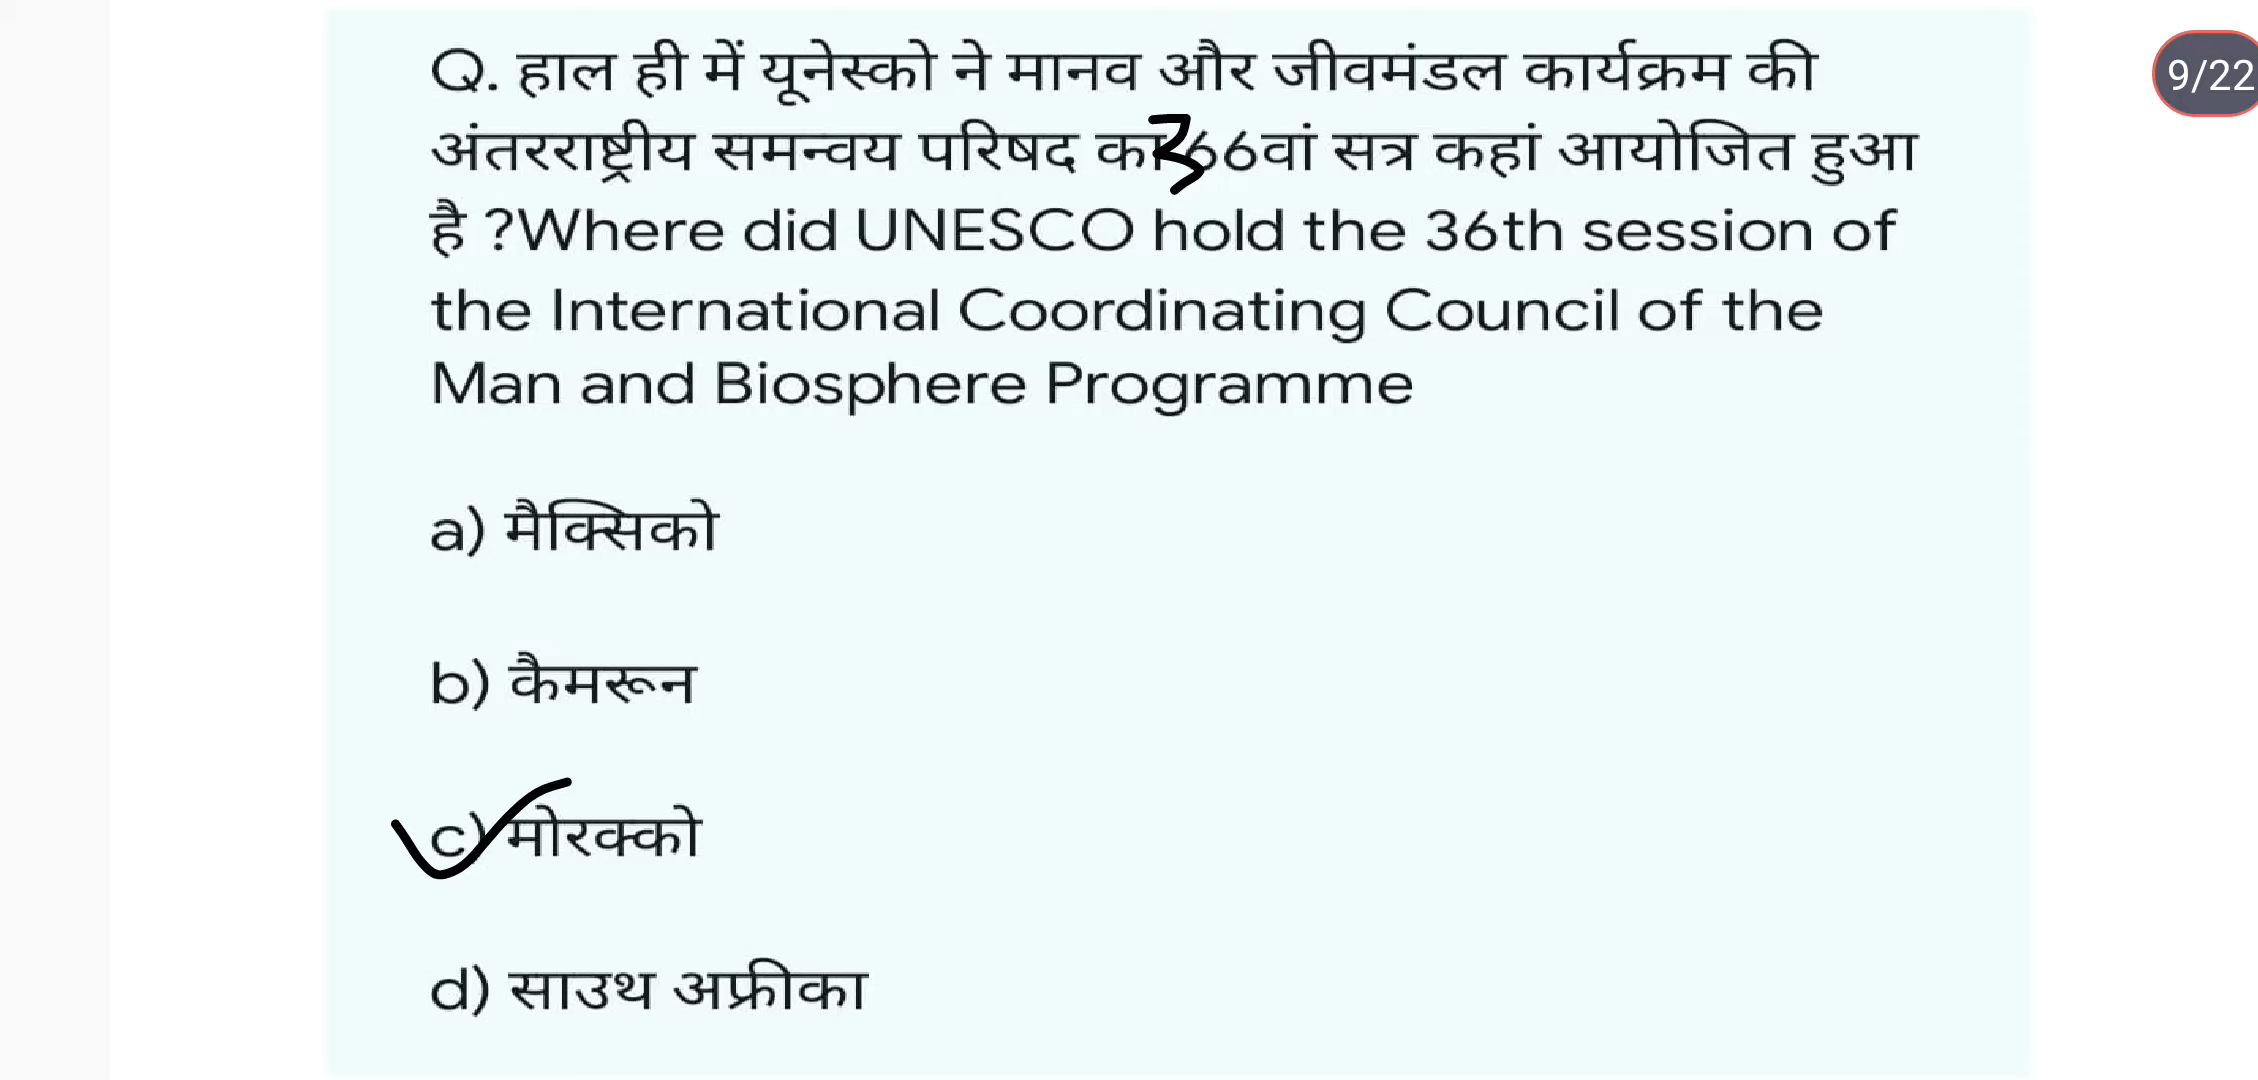 Q. हाल ही में यूनेस्को ने मानव और जीवमंडल कार्यक्रम की
9/22
अंतरराष्ट्रीय समन्वय परिषद का 366वां सत्र कहां आयोजित हुआ
है ?Where did UNESCO hold the 36th session of
the International Coordinating Council of the
Man and Biosphere Programme
a) मैक्सिको
b) कैमरून
c) मोरक्को
d) साउथ अफ्रीका